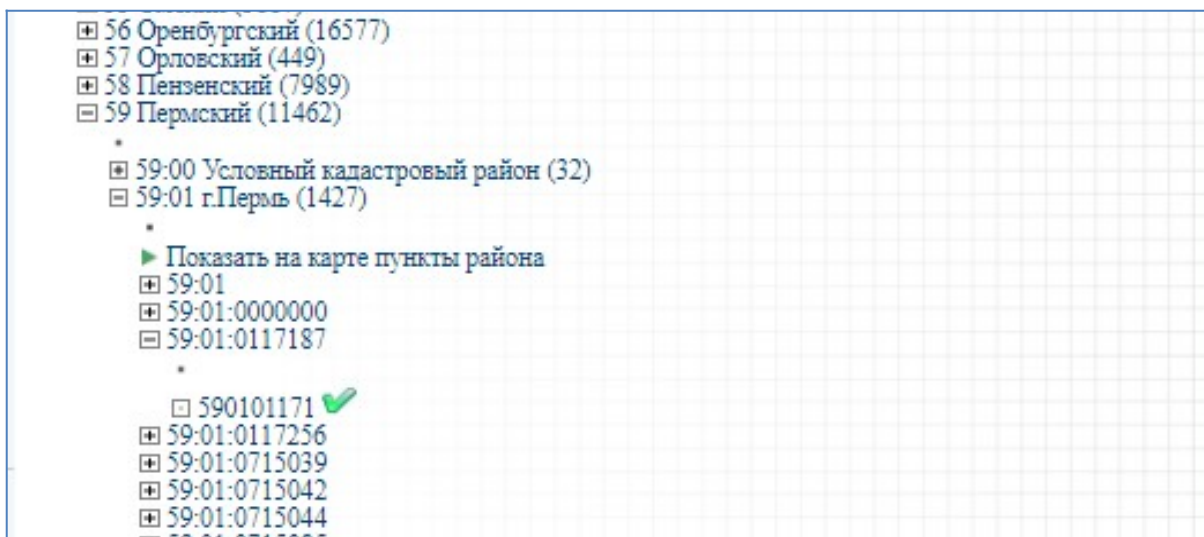 56 Оренбургский (16577)
57 Орловский (449)
58 Пензенский (7989)
59 Пермский (11462)
59:00 Условный кадастровый район (32)
59:01 г.Пермь (1427)
Показать на карте пункты района
59:01
59:01:0000000
59:01:0117187
590101171
59:01:0117256
59:01:0715039
59:01:0715042
59:01:0715044